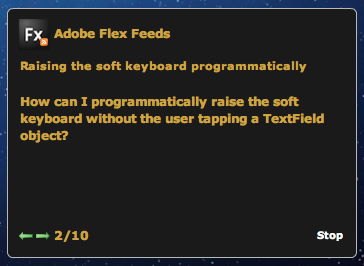 Fx
Adobe Flex Feeds
Raising the soft keyboard programmatically
How can I programmatically raise the soft
keyboard without the user tapping a TextField
object?
2/10
Stop